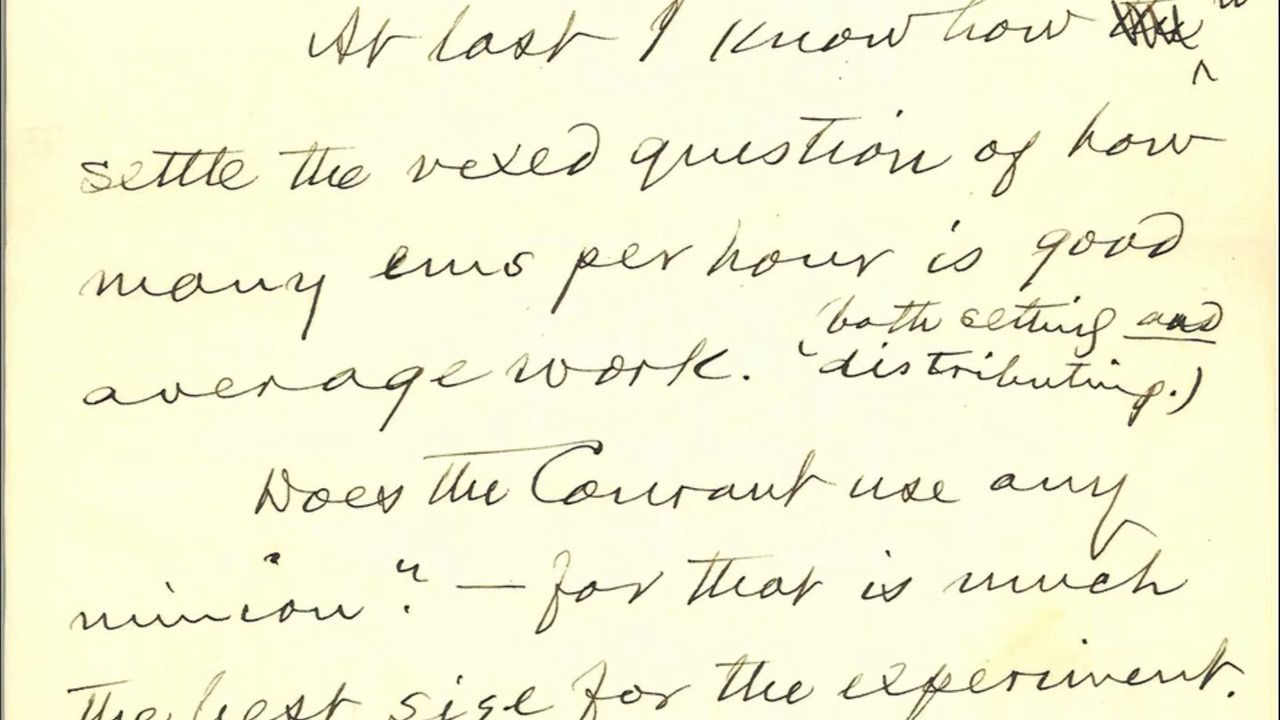 At last I know how
settle the vexed question of how
many ems per hour is good
average work. (both setting and
distributing.)
Does the Courant use any
minion? — for that is much
the best size for the experiment.